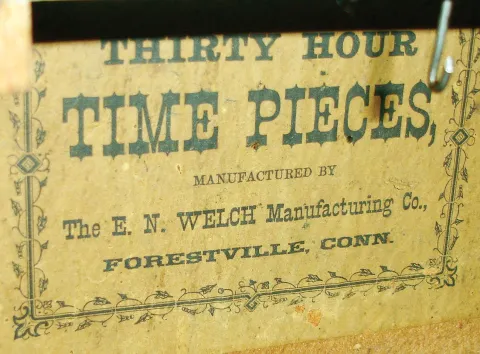 THIRTY HOUR
TIME PIECES,
MANUFACTURED BY
The E. N. WELCH Manufacturing Co.,
FORESTVILLE, CONN.